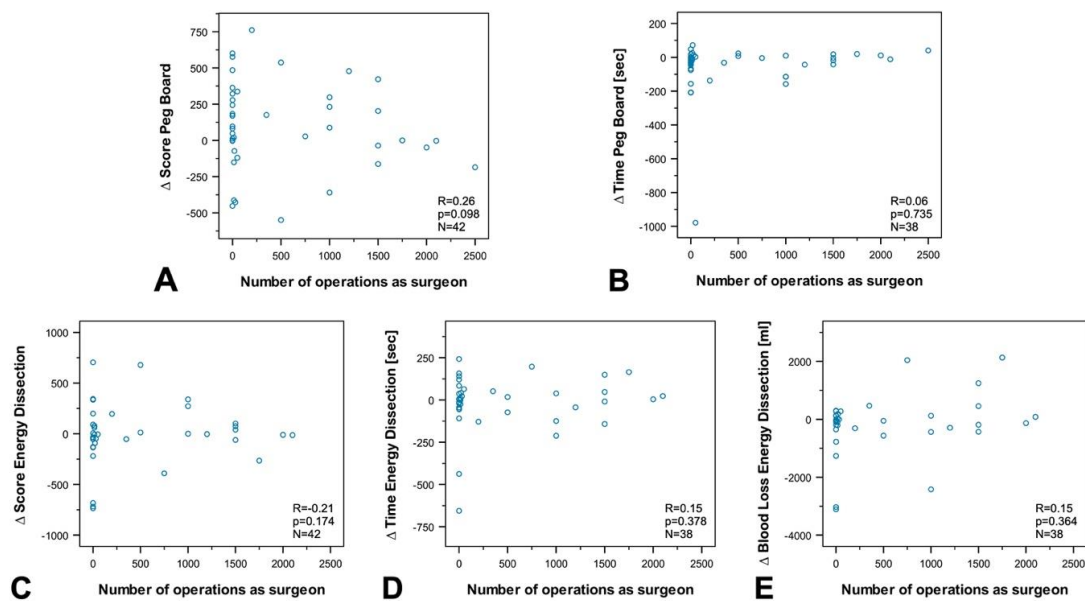 Δ Score Peg Board
750
500
250
0
-250
-500
0 500 1000 1500 2000 2500
R=0.26
p=0.098
N=42
A
Number of operations as surgeon
Δ Time Peg Board [sec]
200
0
-200
-400
-600
-800
-1000
0 500 1000 1500 2000 2500
R=0.06
p=0.735
N=38
B
Number of operations as surgeon
Δ Score Energy Dissection
1000
500
0
-500
-1000
0 500 1000 1500 2000 2500
R=-0.21
p=0.174
N=42
C
Number of operations as surgeon
Δ Time Energy Dissection [sec]
250
0
-250
-500
-750
0 500 1000 1500 2000 2500
R=0.15
p=0.378
N=38
D
Number of operations as surgeon
Δ Blood Loss Energy Dissection [ml]
2000
0
-2000
-4000
0 500 1000 1500 2000 2500
R=0.15
p=0.364
N=38
E
Number of operations as surgeon